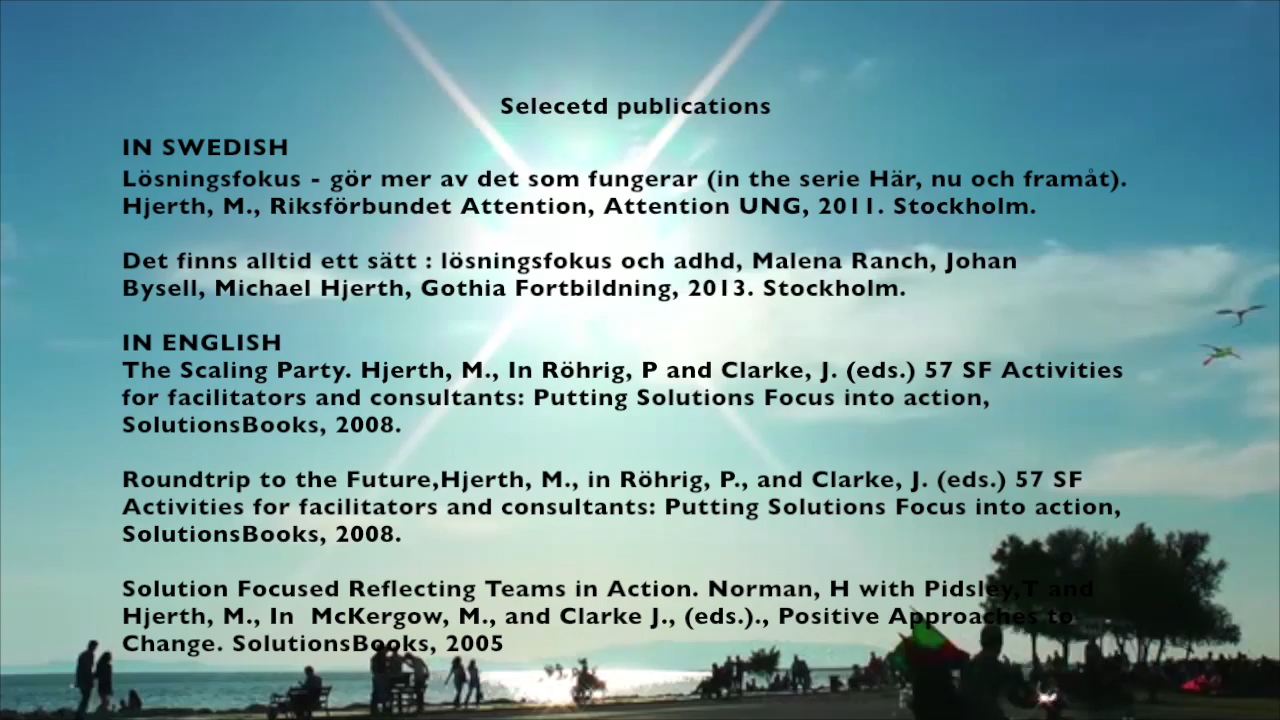 Selecetd publications
IN SWEDISH
Lösningsfokus - gör mer av det som fungerar (in the serie Här, nu och framåt).
Hjerth, M., Riksförbundet Attention, Attention UNG, 2011. Stockholm.
Det finns alltid ett sätt : lösningsfokus och adhd, Malena Ranch, Johan
Bysell, Michael Hjerth, Gothia Fortbildning, 2013. Stockholm.
IN ENGLISH
The Scaling Party. Hjerth, M., In Röhrig, P and Clarke, J. (eds.) 57 SF Activities
for facilitators and consultants: Putting Solutions Focus into action,
SolutionsBooks, 2008.
Roundtrip to the Future,Hjerth, M., in Röhrig, P., and Clarke, J. (eds.) 57 SF
Activities for facilitators and consultants: Putting Solutions Focus into action,
SolutionsBooks, 2008.
Solution Focused Reflecting Teams in Action. Norman, H with Pidsley,T and
Hjerth, M., In  McKergow, M., and Clarke J., (eds.)., Positive Approaches to
Change. SolutionsBooks, 2005